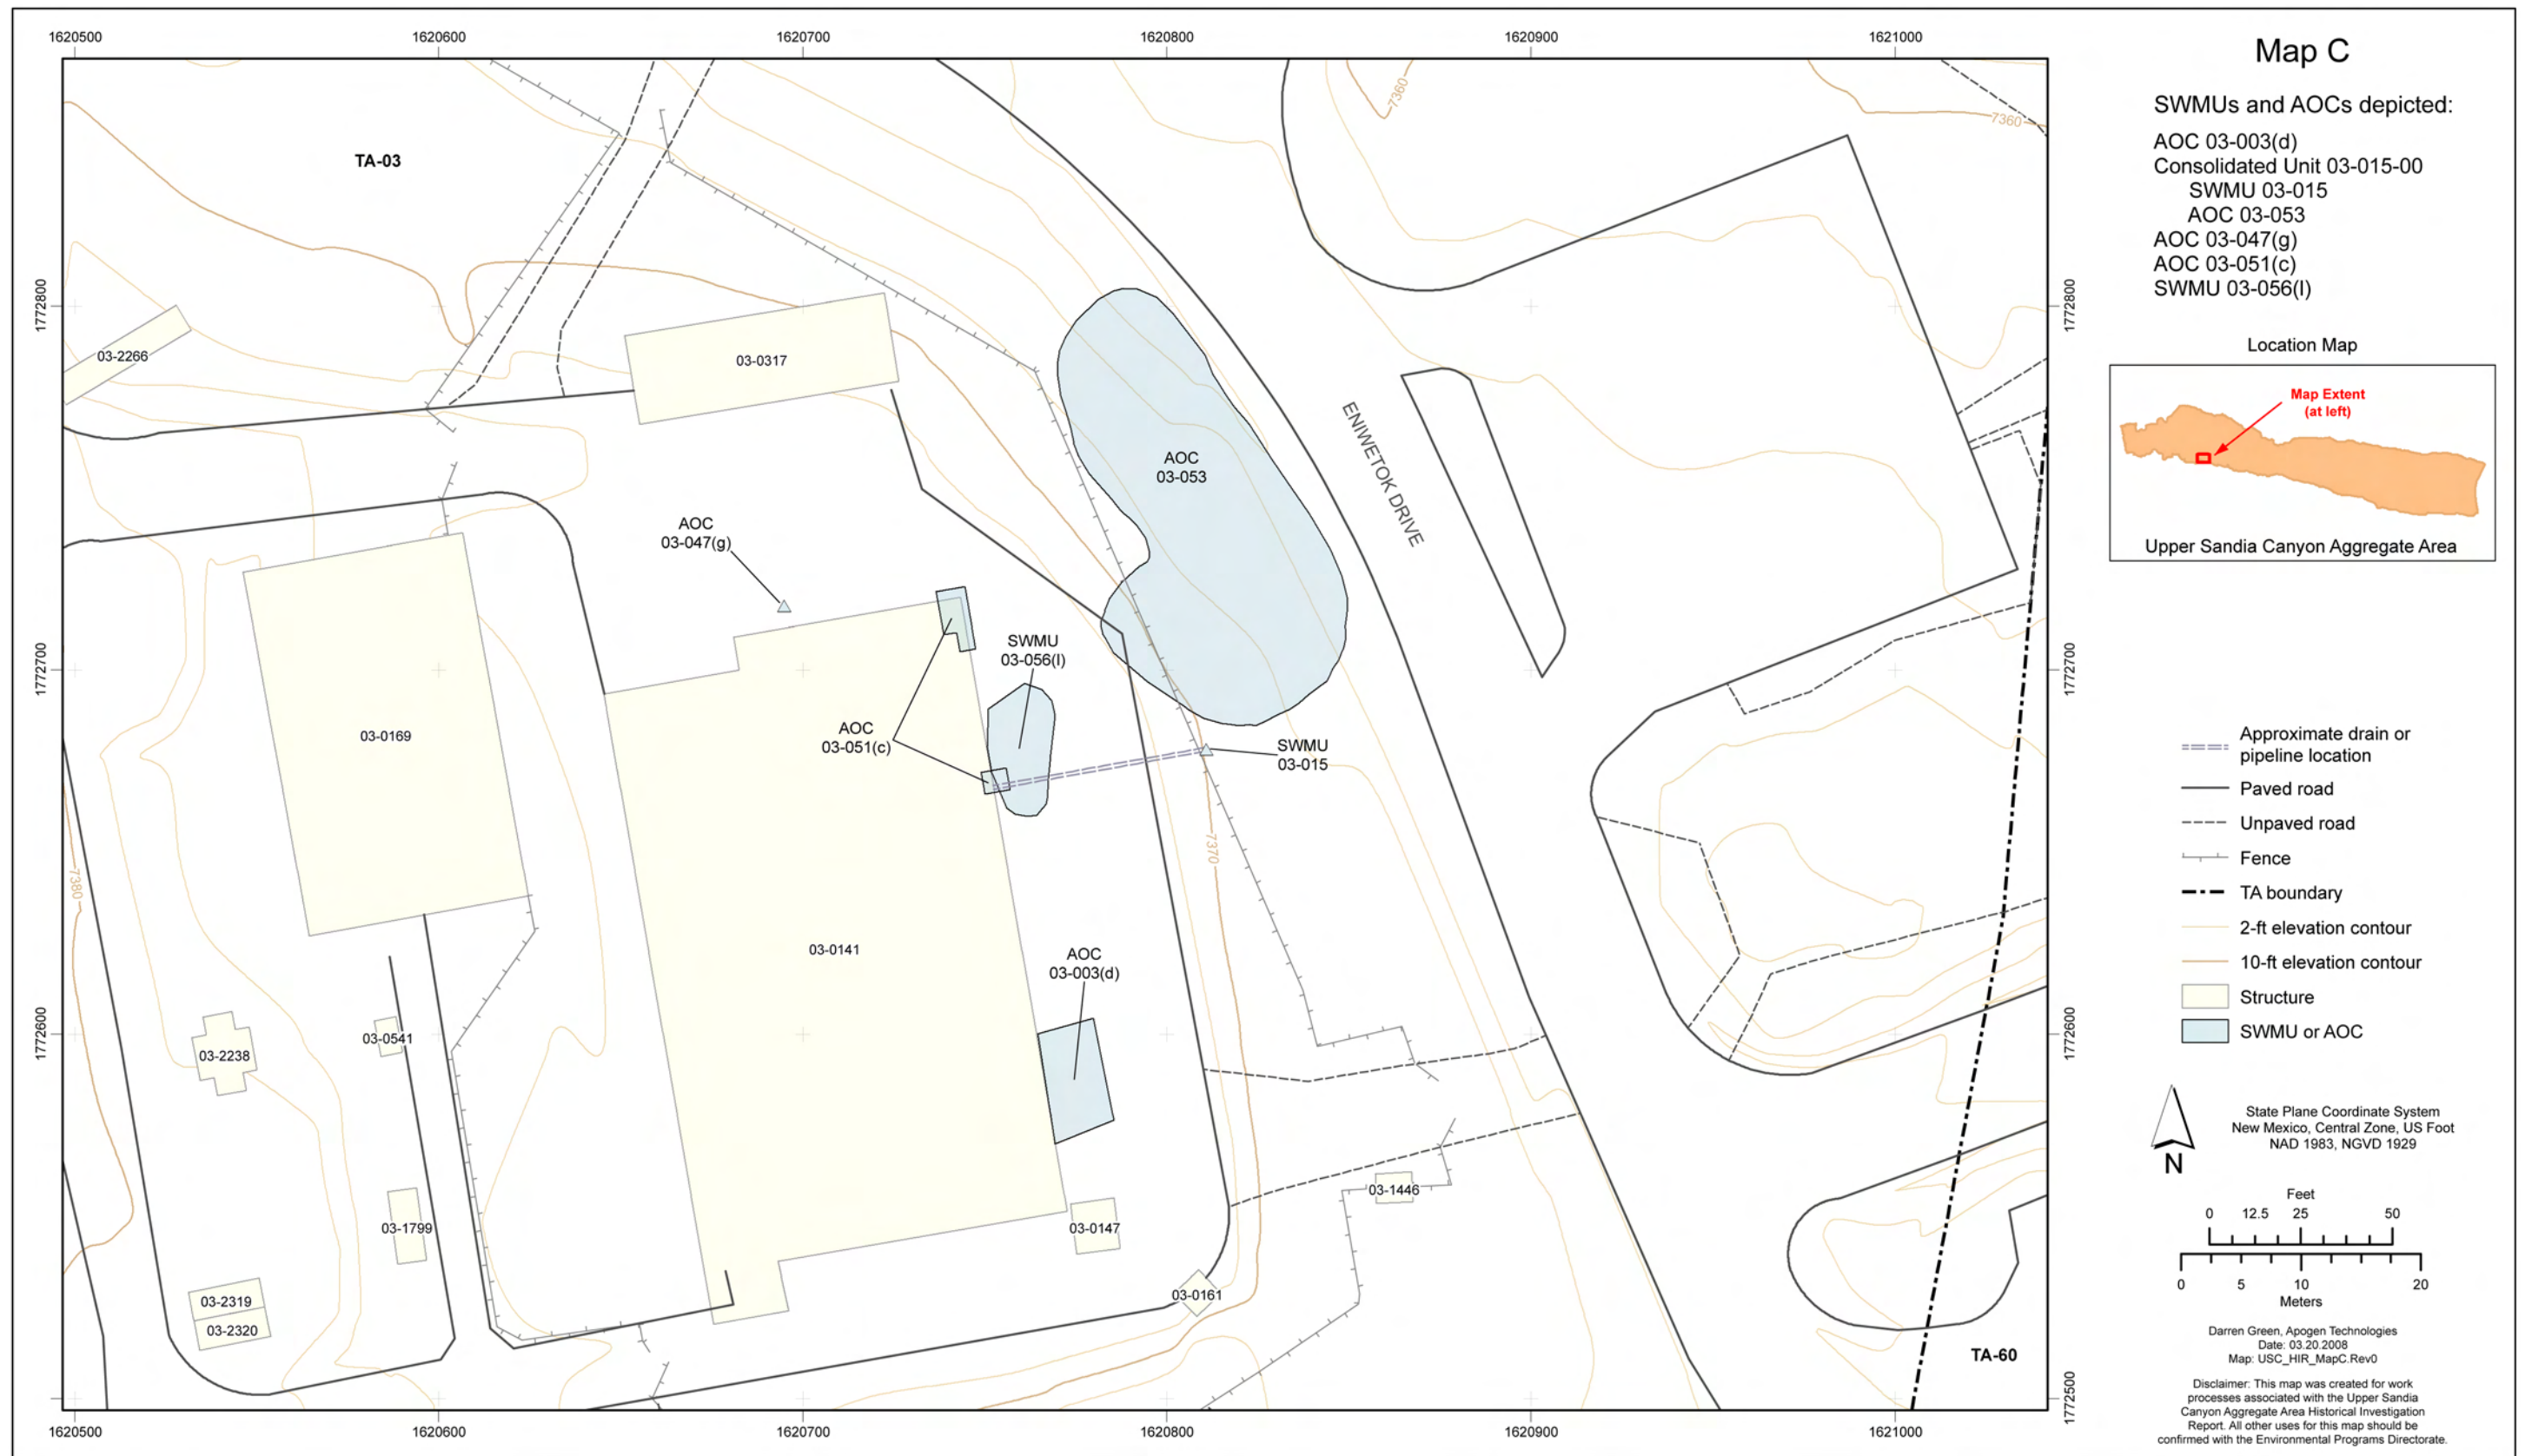 1620500
1620600
1620700
1620800
1620900
1621000
Map C
SWMUs and AOCs depicted:
AOC 03-003(d)
Consolidated Unit 03-015-00
SWMU 03-015
AOC 03-053
AOC 03-047(g)
AOC 03-051(c)
SWMU 03-056(l)
Location Map
Map Extent
(at left)
Upper Sandia Canyon Aggregate Area
7360
7360
TA-03
1772800
1772800
03-2266
03-0317
AOC
03-053
ENIWETOK DRIVE
AOC
03-047(g)
SWMU
03-056(l)
1772700
1772700
AOC
03-051(c)
SWMU
03-015
03-0169
7370
7380
03-0141
AOC
03-003(d)
1772600
1772600
03-0541
03-2238
03-1446
03-1799
03-0147
03-0161
03-2319
03-2320
TA-60
1772500
1772500
1620500
1620600
1620700
1620800
1620900
1621000
Approximate drain or
pipeline location
Paved road
Unpaved road
Fence
TA boundary
2-ft elevation contour
10-ft elevation contour
Structure
SWMU or AOC
N
State Plane Coordinate System
New Mexico, Central Zone, US Foot
NAD 1983, NGVD 1929
Feet
0 12.5 25 50
0 5 10 20
Meters
Darren Green, Apogen Technologies
Date: 03.20.2008
Map: USC_HIR_MapC.Rev0
Disclaimer: This map was created for work
processes associated with the Upper Sandia
Canyon Aggregate Area Historical Investigation
Report. All other uses for this map should be
confirmed with the Environmental Programs Directorate.